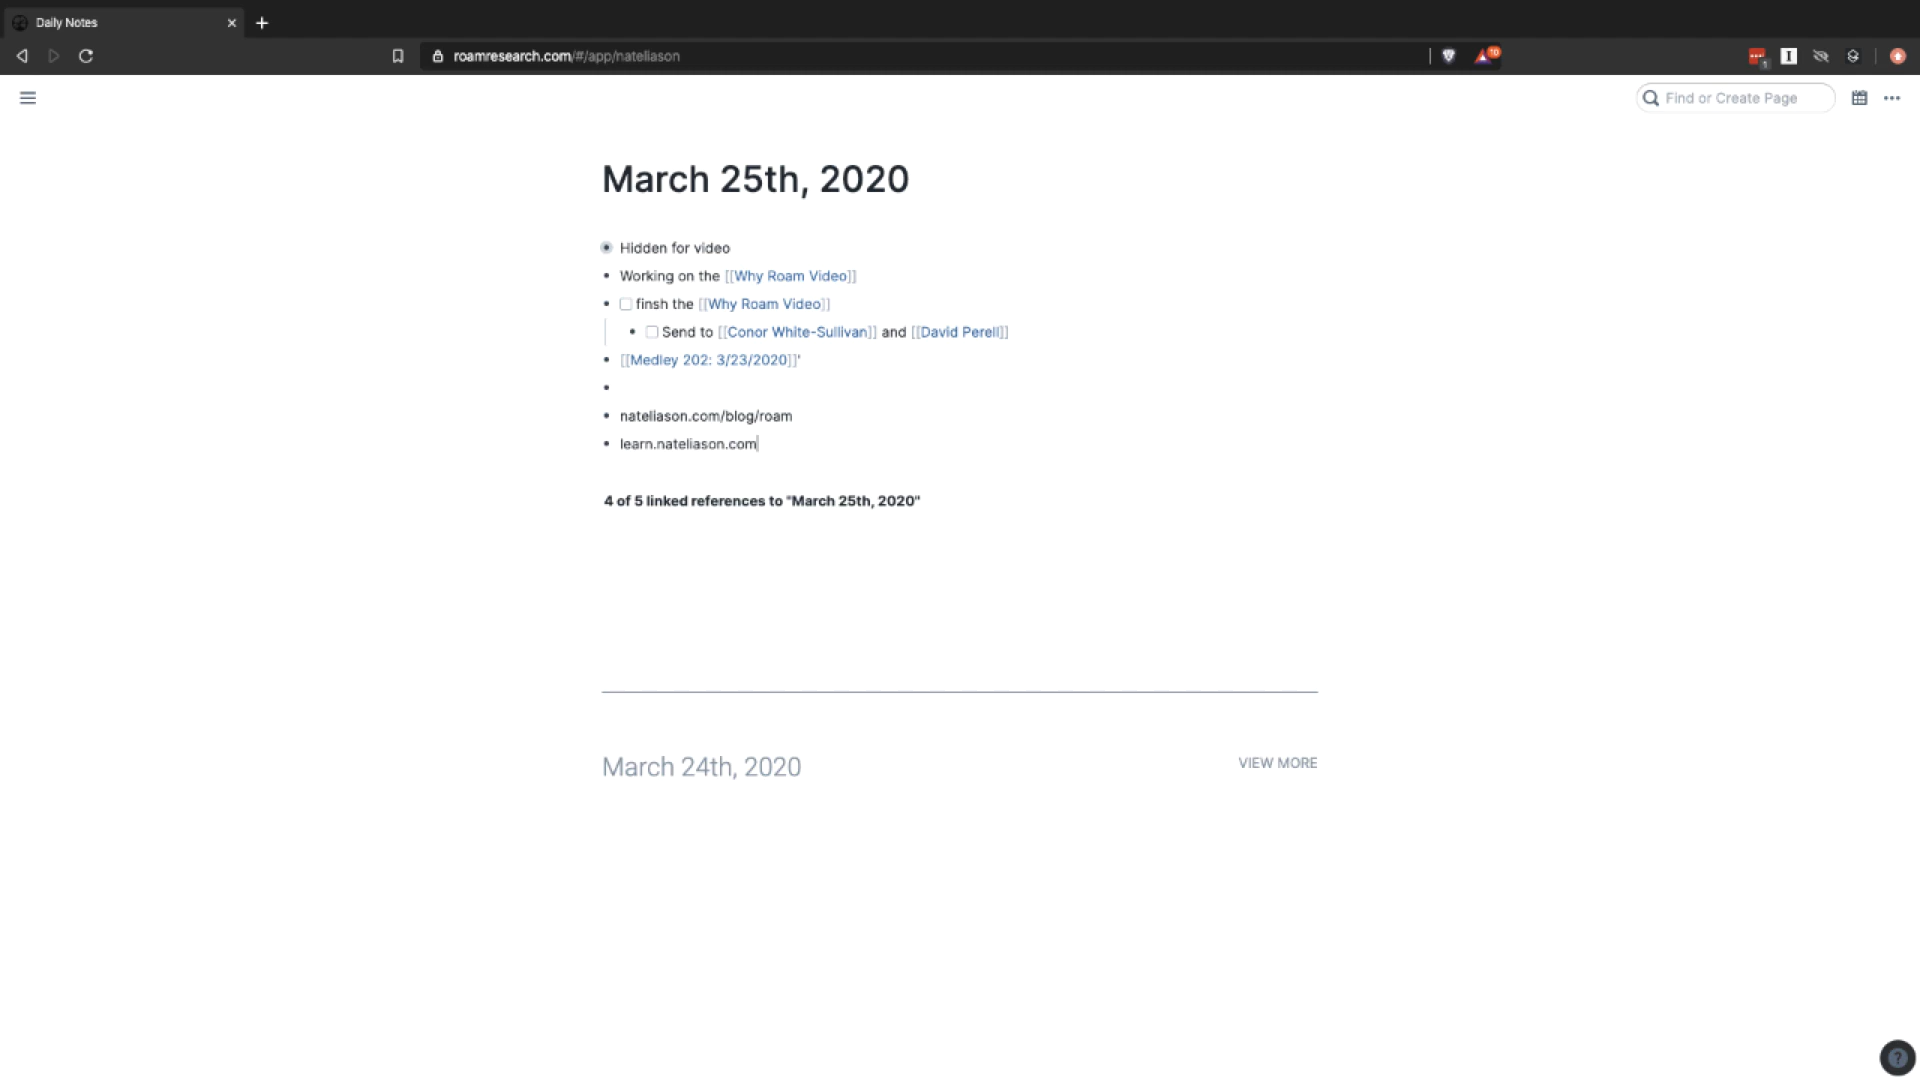 Daily Notes
roamresearch.com/#/app/nateliason
10
1
Find or Create Page
March 25th, 2020
Hidden for video
Working on the [[Why Roam Video]]
finsh the [[Why Roam Video]]
Send to [[Conor White-Sullivan]] and [[David Perell]]
[[Medley 202: 3/23/2020]]'
nateliason.com/blog/roam
learn.nateliason.com
4 of 5 linked references to "March 25th, 2020"
March 24th, 2020
VIEW MORE